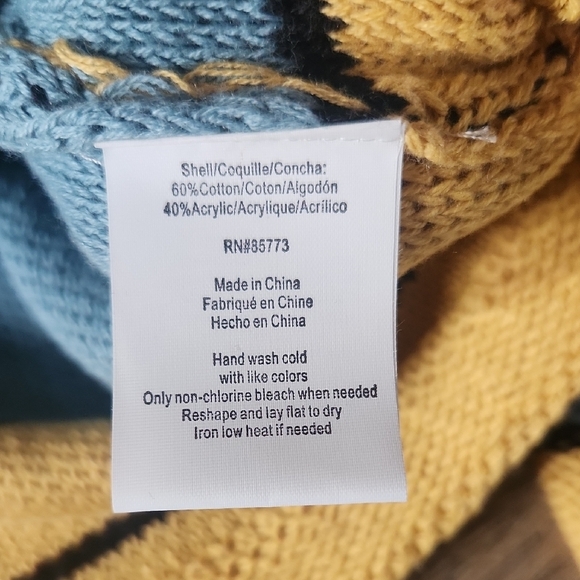 Shell/Coquille/Concha:
60%Cotton/Coton/Algodón
40%Acrylic/Acrylique/Acrílico
RN#85773
Made in China
Fabriqué en Chine
Hecho en China
Hand wash cold
with like colors
Only non-chlorine bleach when needed
Reshape and lay flat to dry
Iron low heat if needed